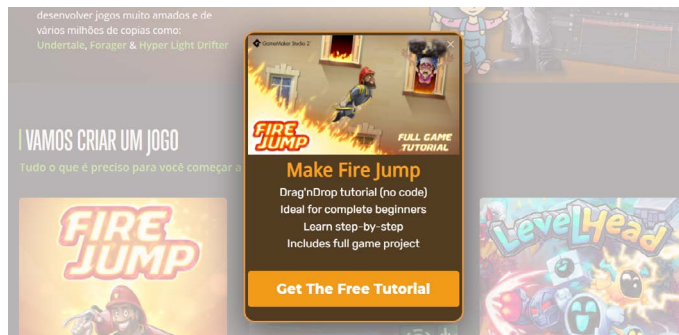 desenvolver jogos muito amados e de
vários milhões de copias como:
Undertale, Forager & Hyper Light Drifter
GameMaker Studio 2
FIRE
JUMP
FULL GAME
TUTORIAL
VAMOS CRIAR UM JOGO
Tudo o que é preciso para você começar a
Make Fire Jump
Drag'nDrop tutorial (no code)
Ideal for complete beginners
Learn step-by-step
Includes full game project
Get The Free Tutorial
FIRE
JUMP
LevelHead